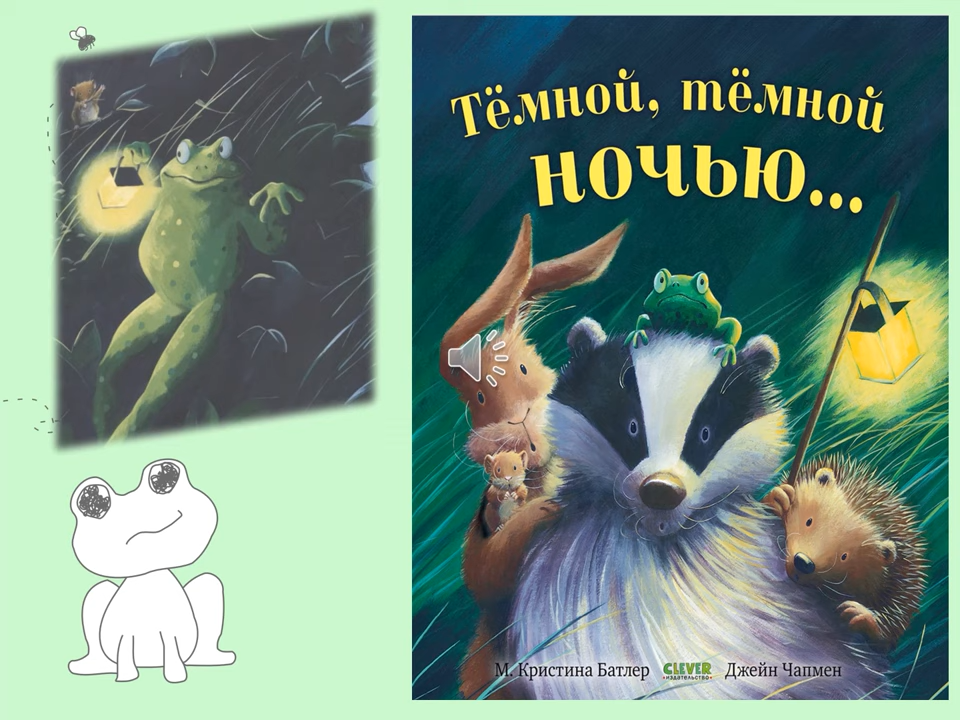 Тёмной, тёмной
ночью...
М. Кристина Батлер CLEVER Джейн Чапмен
•ИЗДАТЕЛЬСТВО•